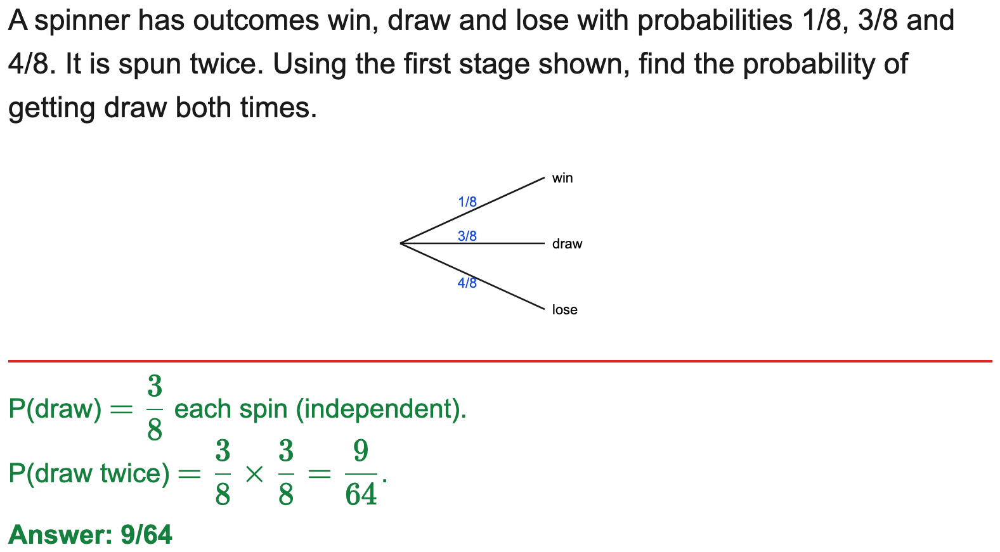 A spinner has outcomes win, draw and lose with probabilities 1/8, 3/8 and
4/8. It is spun twice. Using the first stage shown, find the probability of
getting draw both times.
win
1/8
3/8
draw
4/8
lose
P(draw) = 3/8 each spin (independent).
P(draw twice) = 3/8 × 3/8 = 9/64.
Answer: 9/64